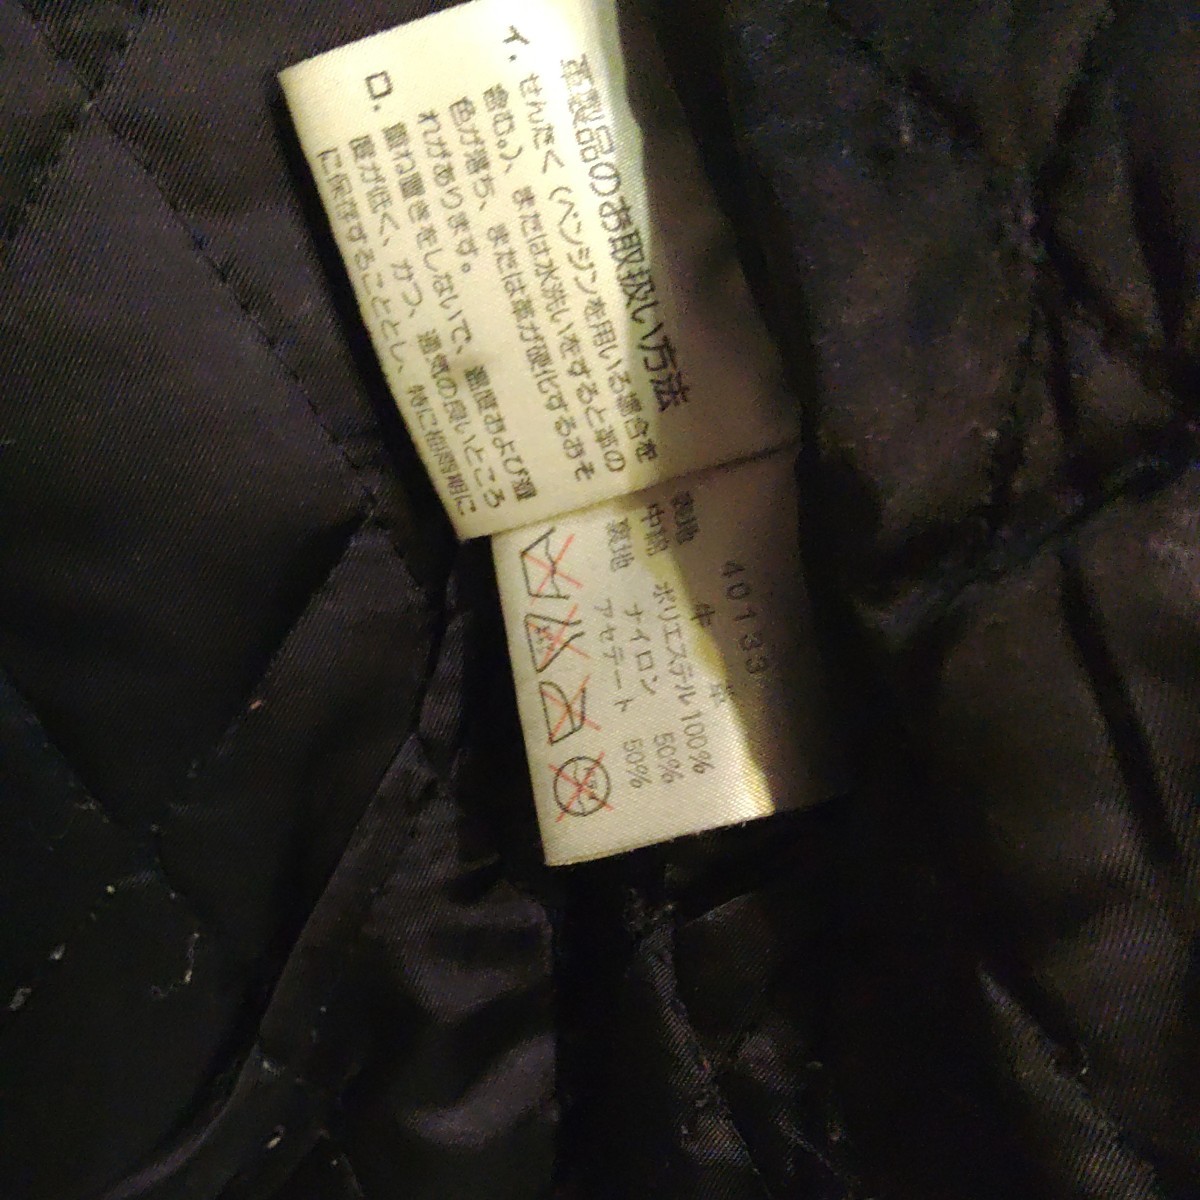 革製品のお取扱い方法
イ. せんたく（ベンジンを用いる場合を
含む。）、または水洗いをすると革の
色が落ち、または革が硬化するおそ
れがあります。
ロ. 重ね置きをしないで、温度および湿
度が低く、かつ、通気の良いところ
に保存することとし、特に梅雨期に
40133
表地 牛 革
中綿 ポリエステル 100%
裏地 ナイロン 50%
アセテート 50%